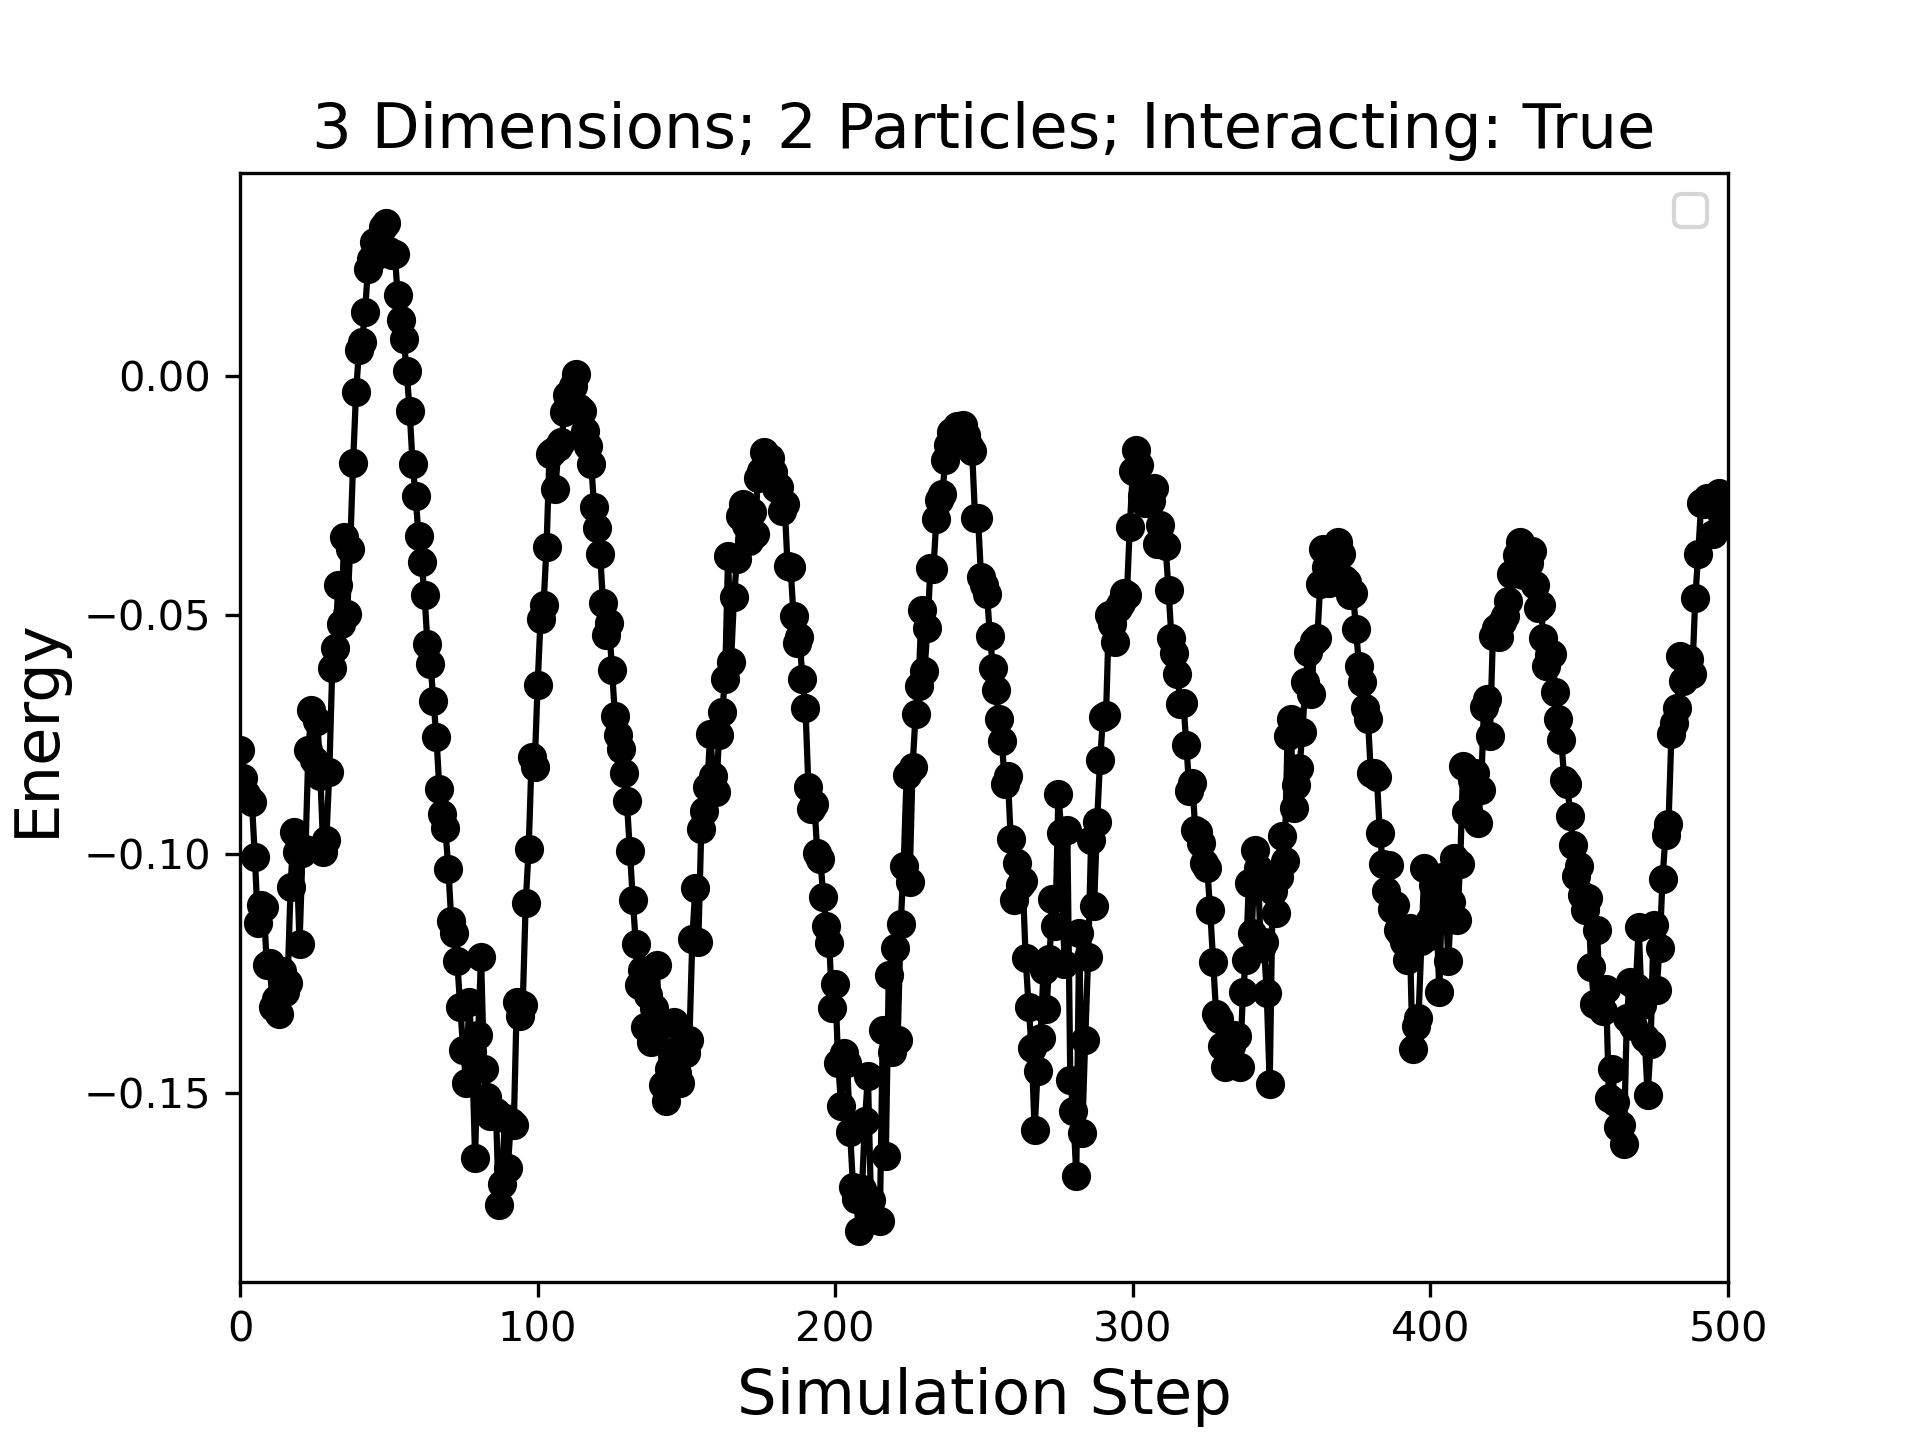 3 Dimensions; 2 Particles; Interacting: True
Energy
0.00
−0.05
−0.10
−0.15
0 100 200 300 400 500
Simulation Step